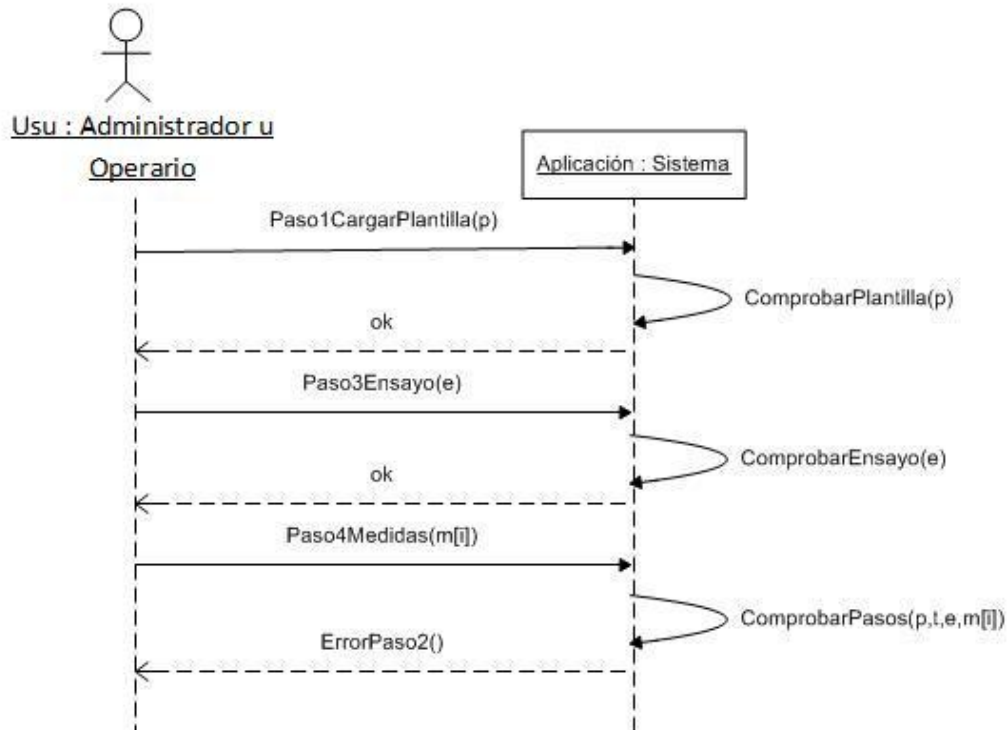 Usu : Administrador u
Operario
Aplicación : Sistema
Paso1CargarPlantilla(p)
ComprobarPlantilla(p)
ok
Paso3Ensayo(e)
ComprobarEnsayo(e)
ok
Paso4Medidas(m[i])
ComprobarPasos(p,t,e,m[i])
ErrorPaso2()